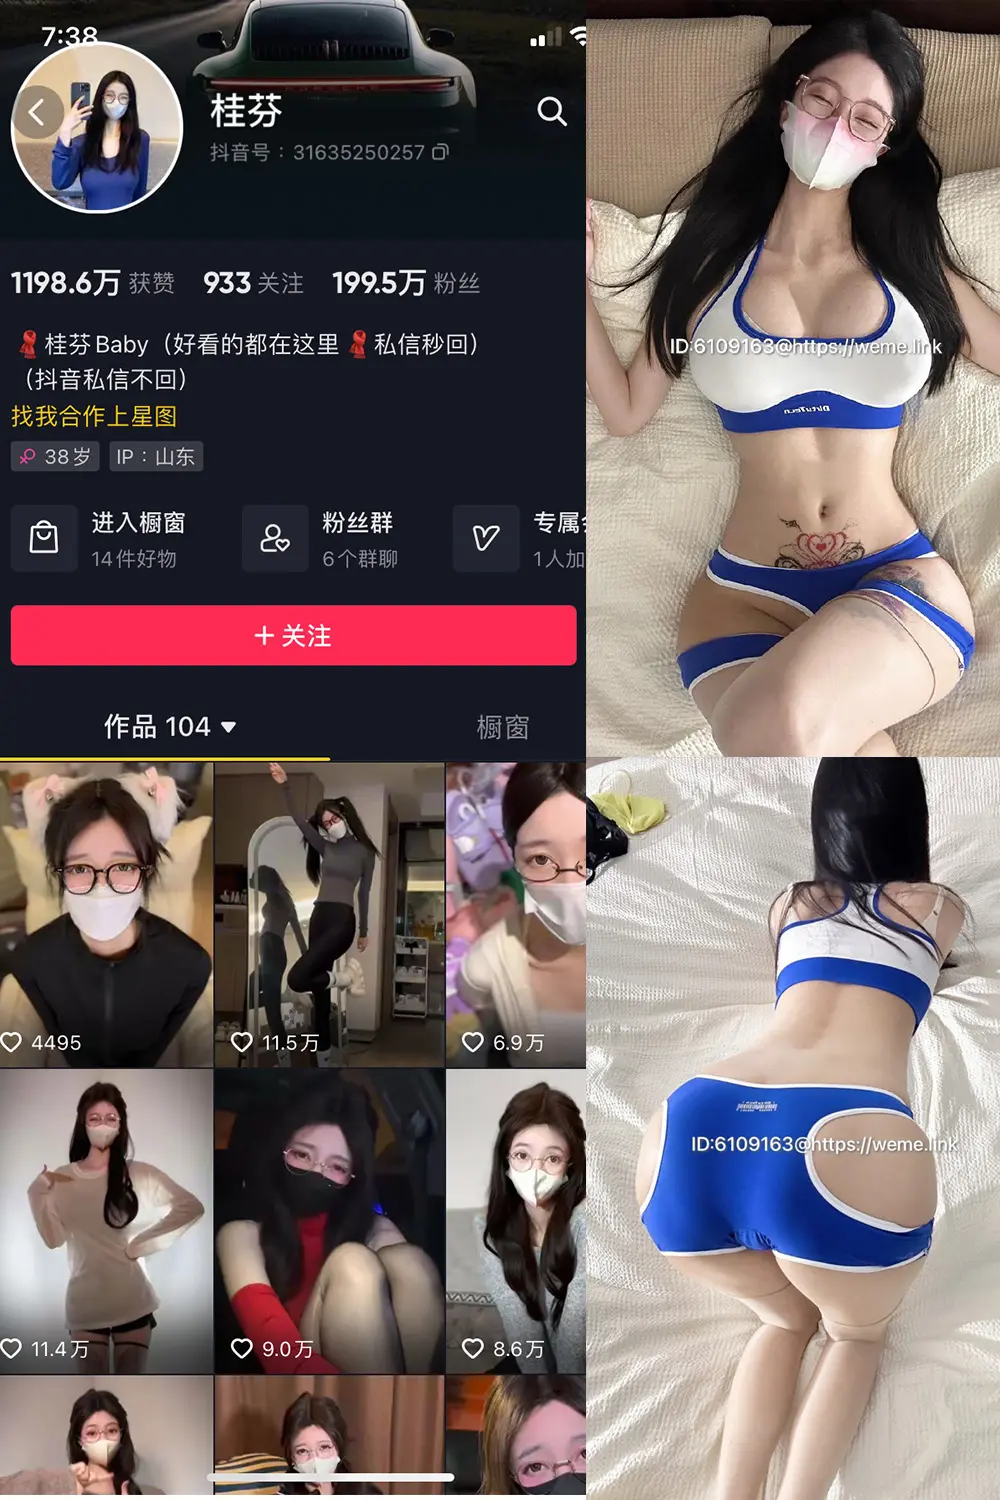 7:38
桂芬
抖音号：31635250257
1198.6万 获赞 933 关注 199.5万 粉丝
桂芬Baby（好看的都在这里 私信秒回）
（抖音私信不回）
找我合作上星图
38岁 IP：山东
进入橱窗
14件好物
粉丝群
6个群聊
专属
1人加
关注
作品 104
橱窗
4495
11.5万
6.9万
11.4万
9.0万
8.6万
ID:6109163@https://weme.link
ID:6109163@https://weme.link